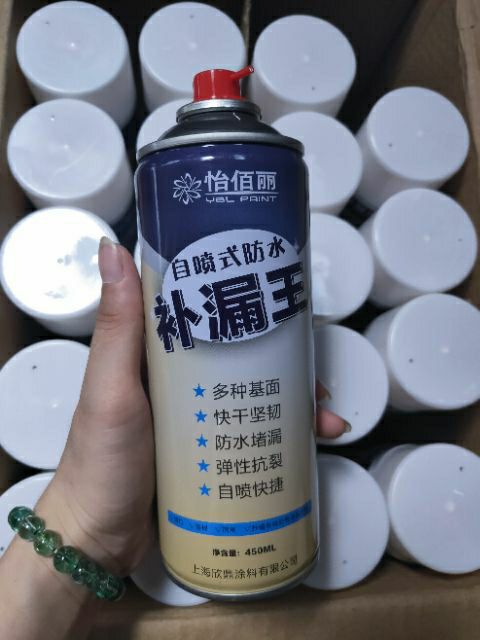 怡佰丽
YBL PAINT
自喷式防水
补漏王
★ 多种基面
★ 快干坚韧
★ 防水堵漏
★ 弹性抗裂
★ 自喷快捷
净含量: 450ML
上海欣鼎涂料有限公司